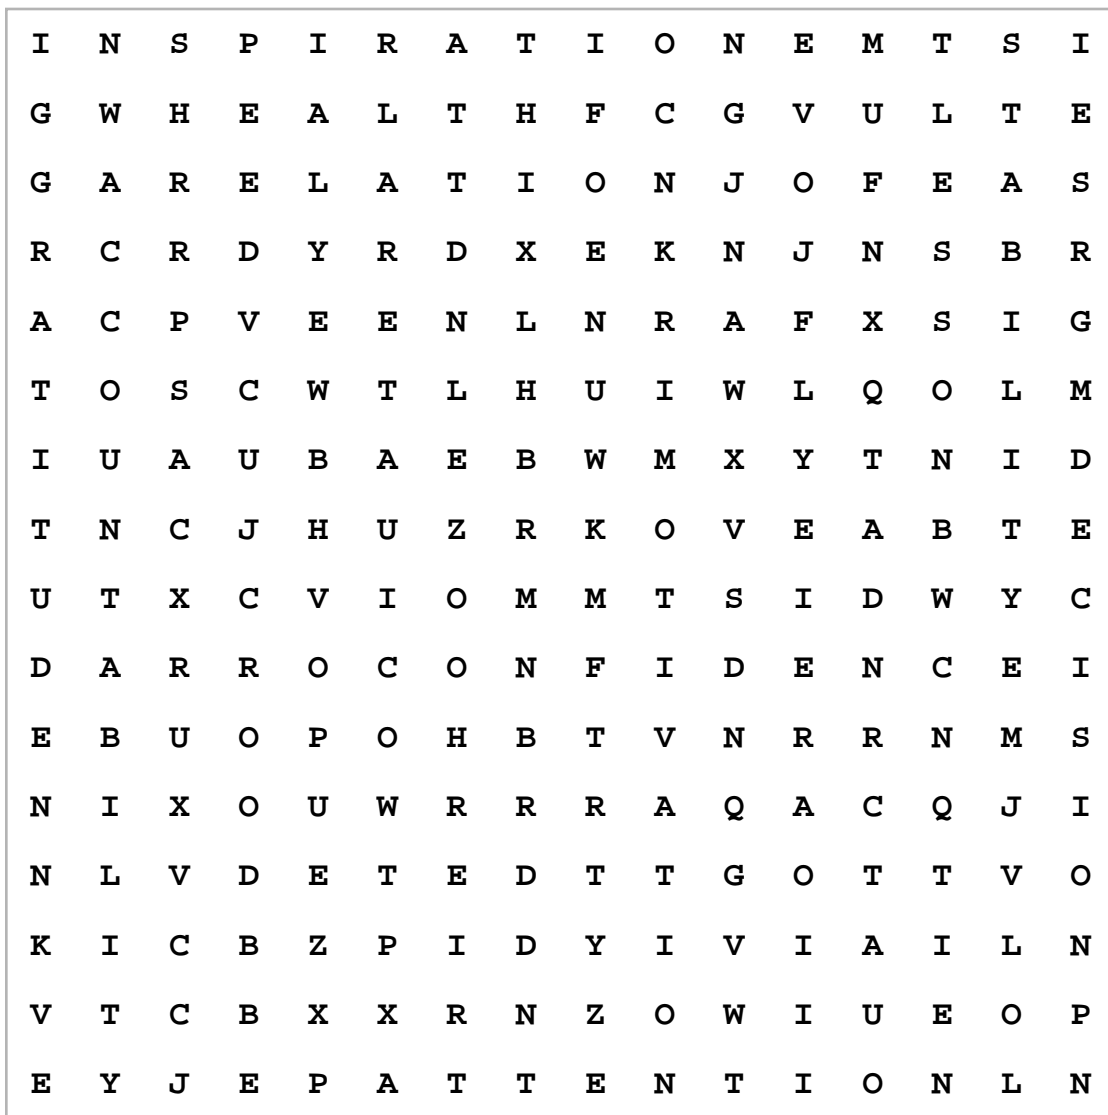 I N S P I R A T I O N E M T S I
G W H E A L T H F C G V U L T E
G A R E L A T I O N J O F E A S
R C R D Y R D X E K N J N S B R
A C P V E E N L N R A F X S I G
T O S C W T L H U I W L Q O L M
I U A U B A E B W M X Y T N I D
T N C J H U Z R K O V E A B T E
U T X C V I O M M T S I D W Y C
D A R R O C O N F I D E N C E I
E B U O P O H B T V N R R N M S
N I X O U W R R R A Q A C Q J I
N L V D E T E D T T G O T T V O
K I C B Z P I D Y I V I A I L N
V T C B X X R N Z O W I U E O P
E Y J E P A T T E N T I O N L N